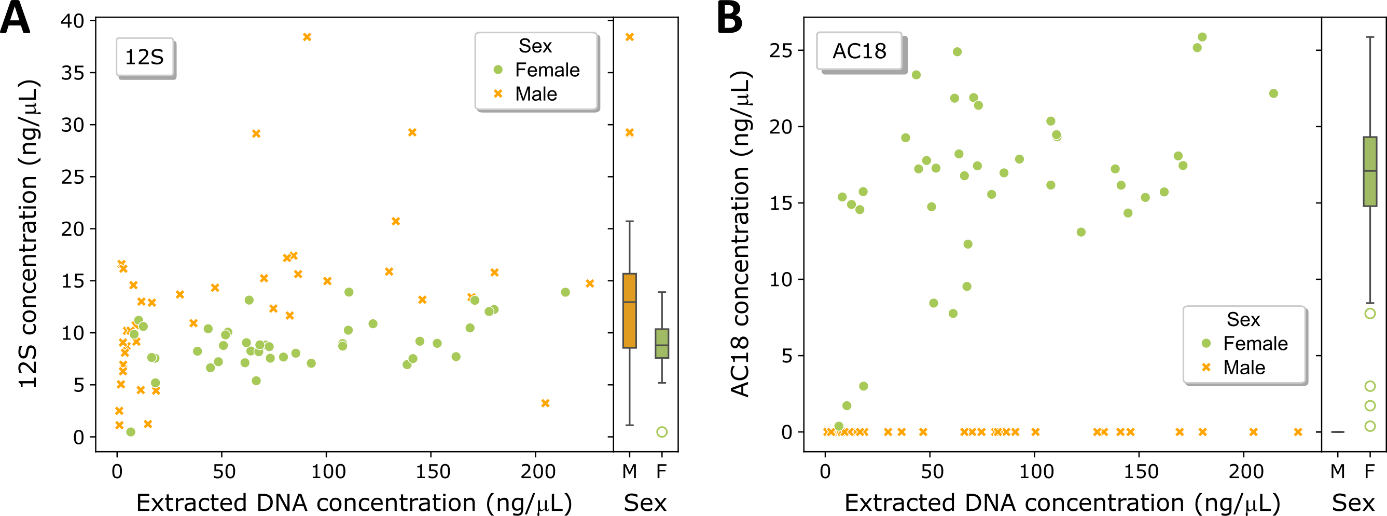 A
12S concentration (ng/μL)
40
35
30
25
20
15
10
5
0
12S
Sex
Female
Male
0
50
100
150
200
M
F
Extracted DNA concentration (ng/μL)
Sex
B
AC18 concentration (ng/μL)
25
20
15
10
5
0
AC18
Sex
Female
Male
0
50
100
150
200
M
F
Extracted DNA concentration (ng/μL)
Sex